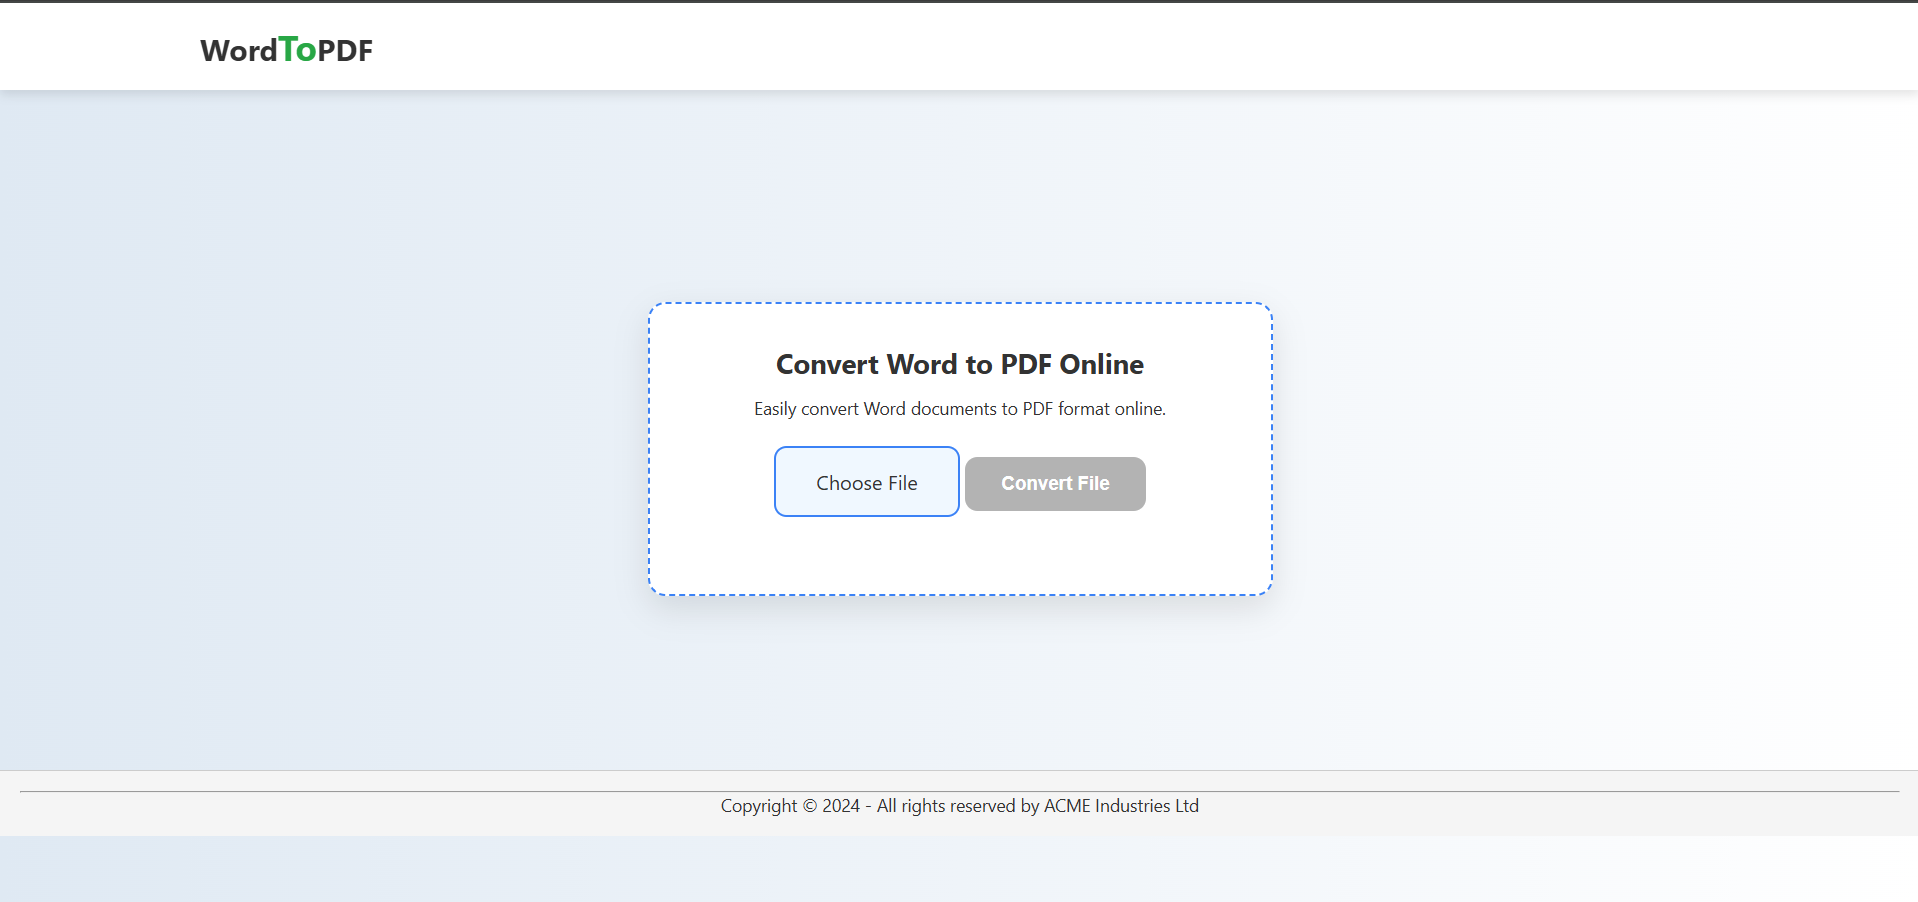 WordToPDF
Convert Word to PDF Online
Easily convert Word documents to PDF format online.
Choose File
Convert File
Copyright © 2024 - All rights reserved by ACME Industries Ltd